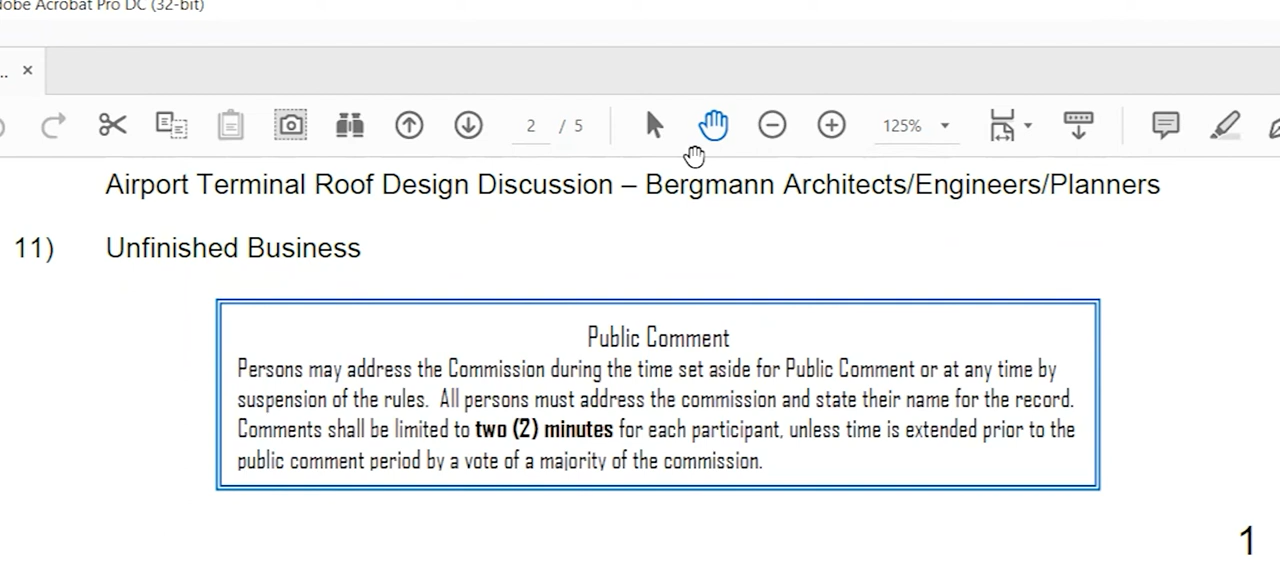 dobe Acrobat Pro DC (32-bit)
.. ×
2 / 5 125%
Airport Terminal Roof Design Discussion – Bergmann Architects/Engineers/Planners
11) Unfinished Business
Public Comment
Persons may address the Commission during the time set aside for Public Comment or at any time by
suspension of the rules. All persons must address the commission and state their name for the record.
Comments shall be limited to two (2) minutes for each participant, unless time is extended prior to the
public comment period by a vote of a majority of the commission.
1